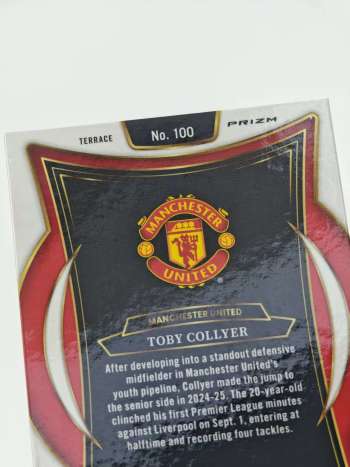 TERRACE
No. 100
PRIZM
MANCHESTER
UNITED
MANCHESTER UNITED
TOBY COLLYER
After developing into a standout defensive
midfielder in Manchester United's
youth pipeline, Collyer made the jump to
the senior side in 2024-25. The 20-year-old
clinched his first Premier League minutes
against Liverpool on Sept. 1, entering at
halftime and recording four tackles.